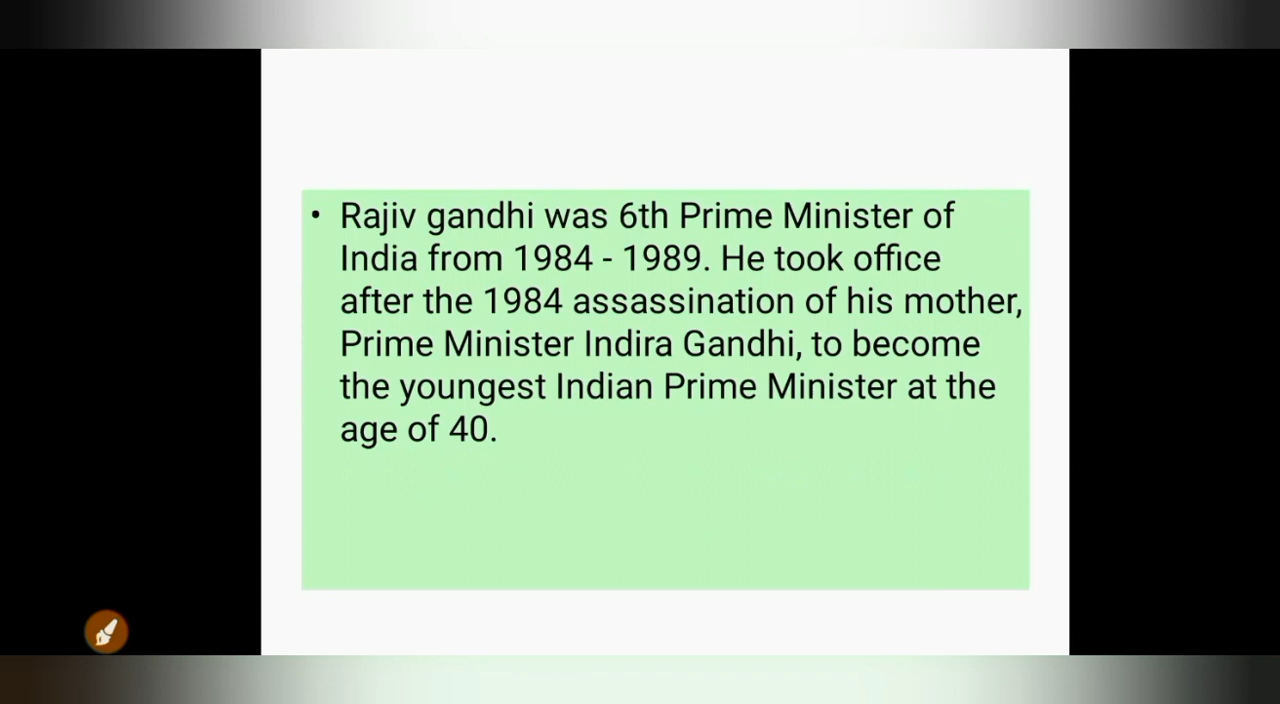 • Rajiv gandhi was 6th Prime Minister of
India from 1984 - 1989. He took office
after the 1984 assassination of his mother,
Prime Minister Indira Gandhi, to become
the youngest Indian Prime Minister at the
age of 40.